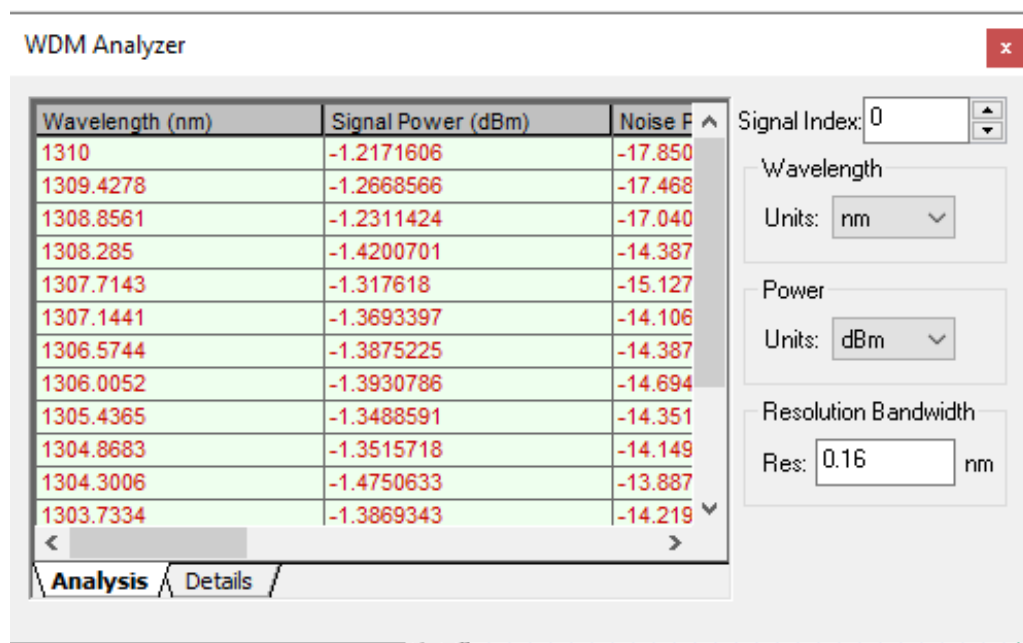 WDM Analyzer
x
Wavelength (nm) Signal Power (dBm) Noise P
1310 -1.2171606 -17.850
1309.4278 -1.2668566 -17.468
1308.8561 -1.2311424 -17.040
1308.285 -1.4200701 -14.387
1307.7143 -1.317618 -15.127
1307.1441 -1.3693397 -14.106
1306.5744 -1.3875225 -14.387
1306.0052 -1.3930786 -14.694
1305.4365 -1.3488591 -14.351
1304.8683 -1.3515718 -14.149
1304.3006 -1.4750633 -13.887
1303.7334 -1.3869343 -14.219
Analysis Details
Signal Index: 0
Wavelength
Units: nm
Power
Units: dBm
Resolution Bandwidth
Res: 0.16 nm